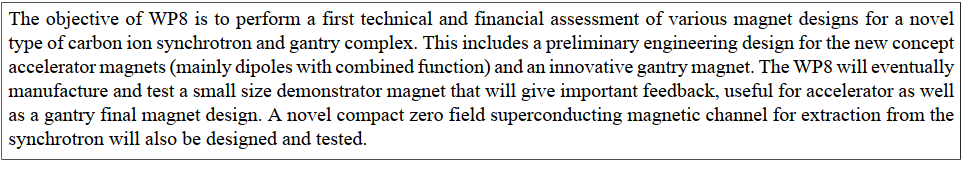 The objective of WP8 is to perform a first technical and financial assessment of various magnet designs for a novel
type of carbon ion synchrotron and gantry complex. This includes a preliminary engineering design for the new concept
accelerator magnets (mainly dipoles with combined function) and an innovative gantry magnet. The WP8 will eventually
manufacture and test a small size demonstrator magnet that will give important feedback, useful for accelerator as well
as a gantry final magnet design. A novel compact zero field superconducting magnetic channel for extraction from the
synchrotron will also be designed and tested.